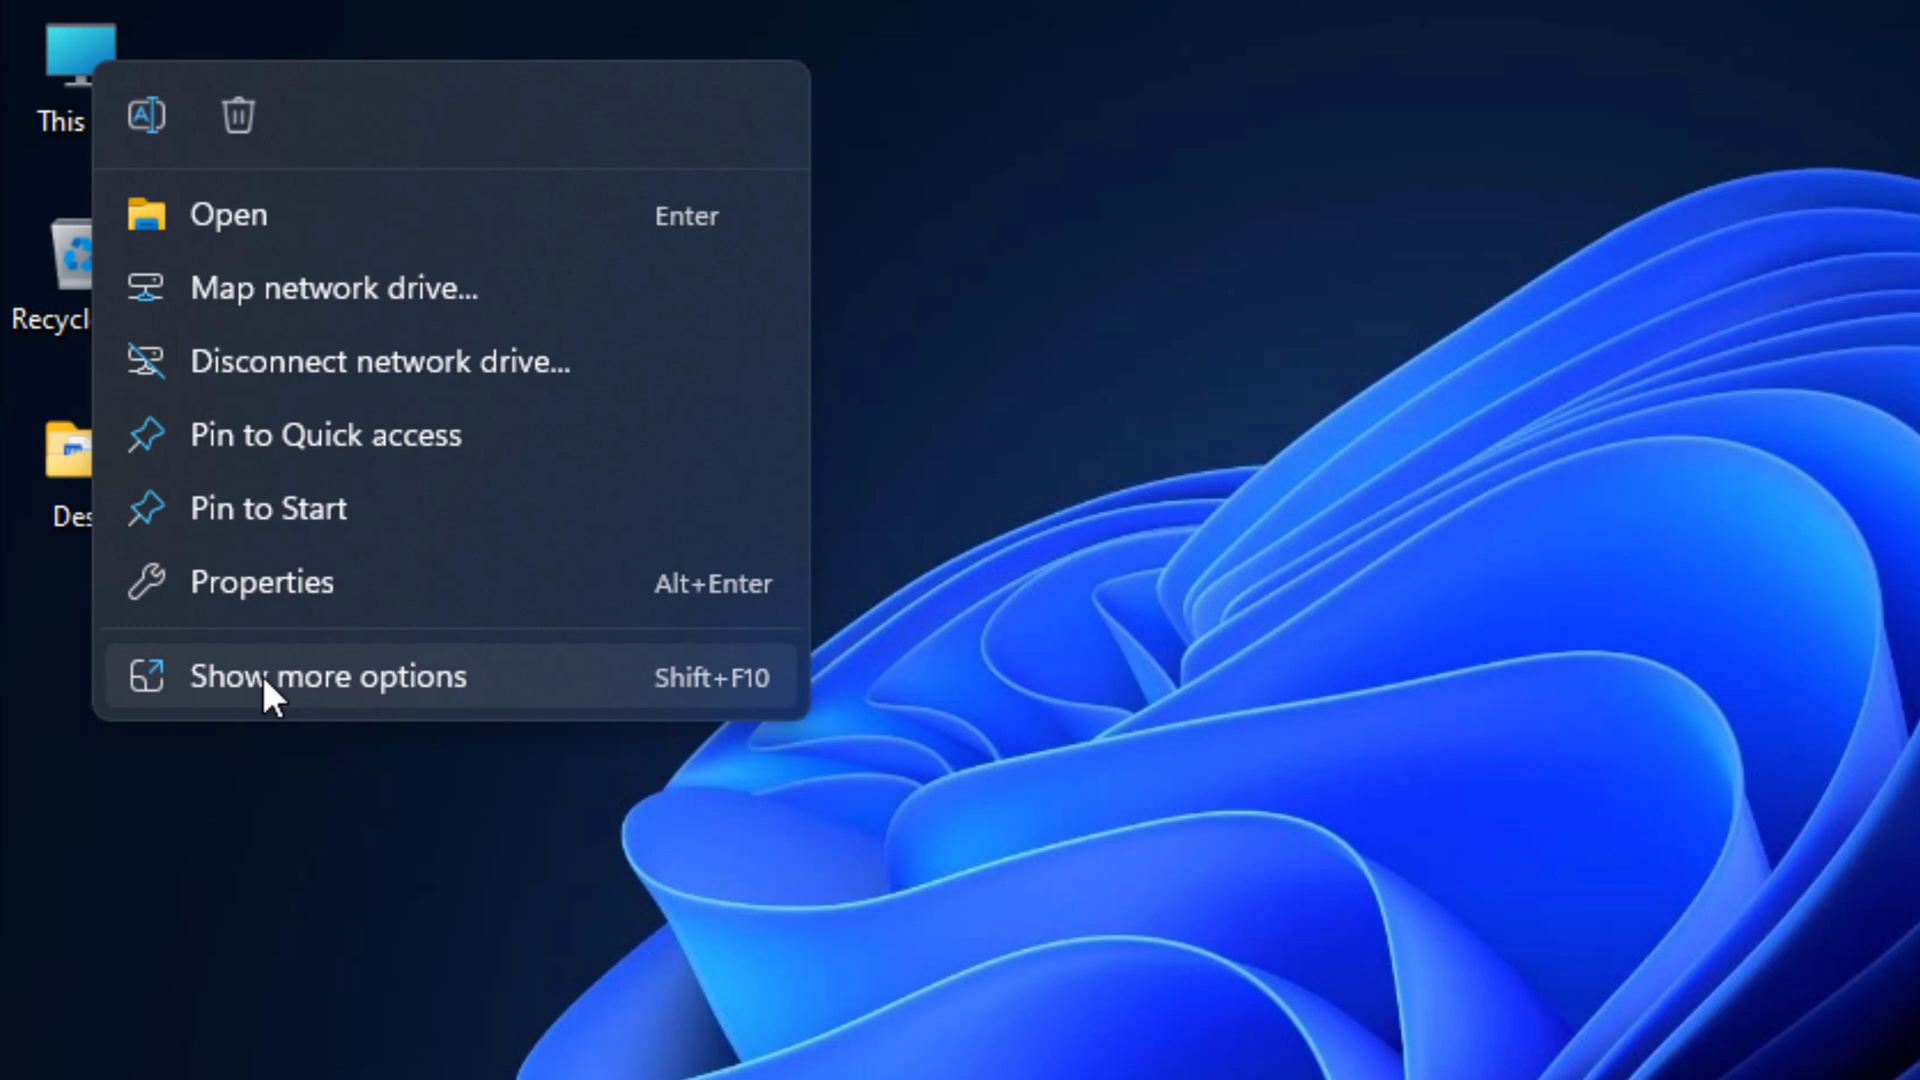 This
Open Enter
Map network drive...
Recycl
Disconnect network drive...
Pin to Quick access
Pin to Start
Des
Properties Alt+Enter
Show more options Shift+F10